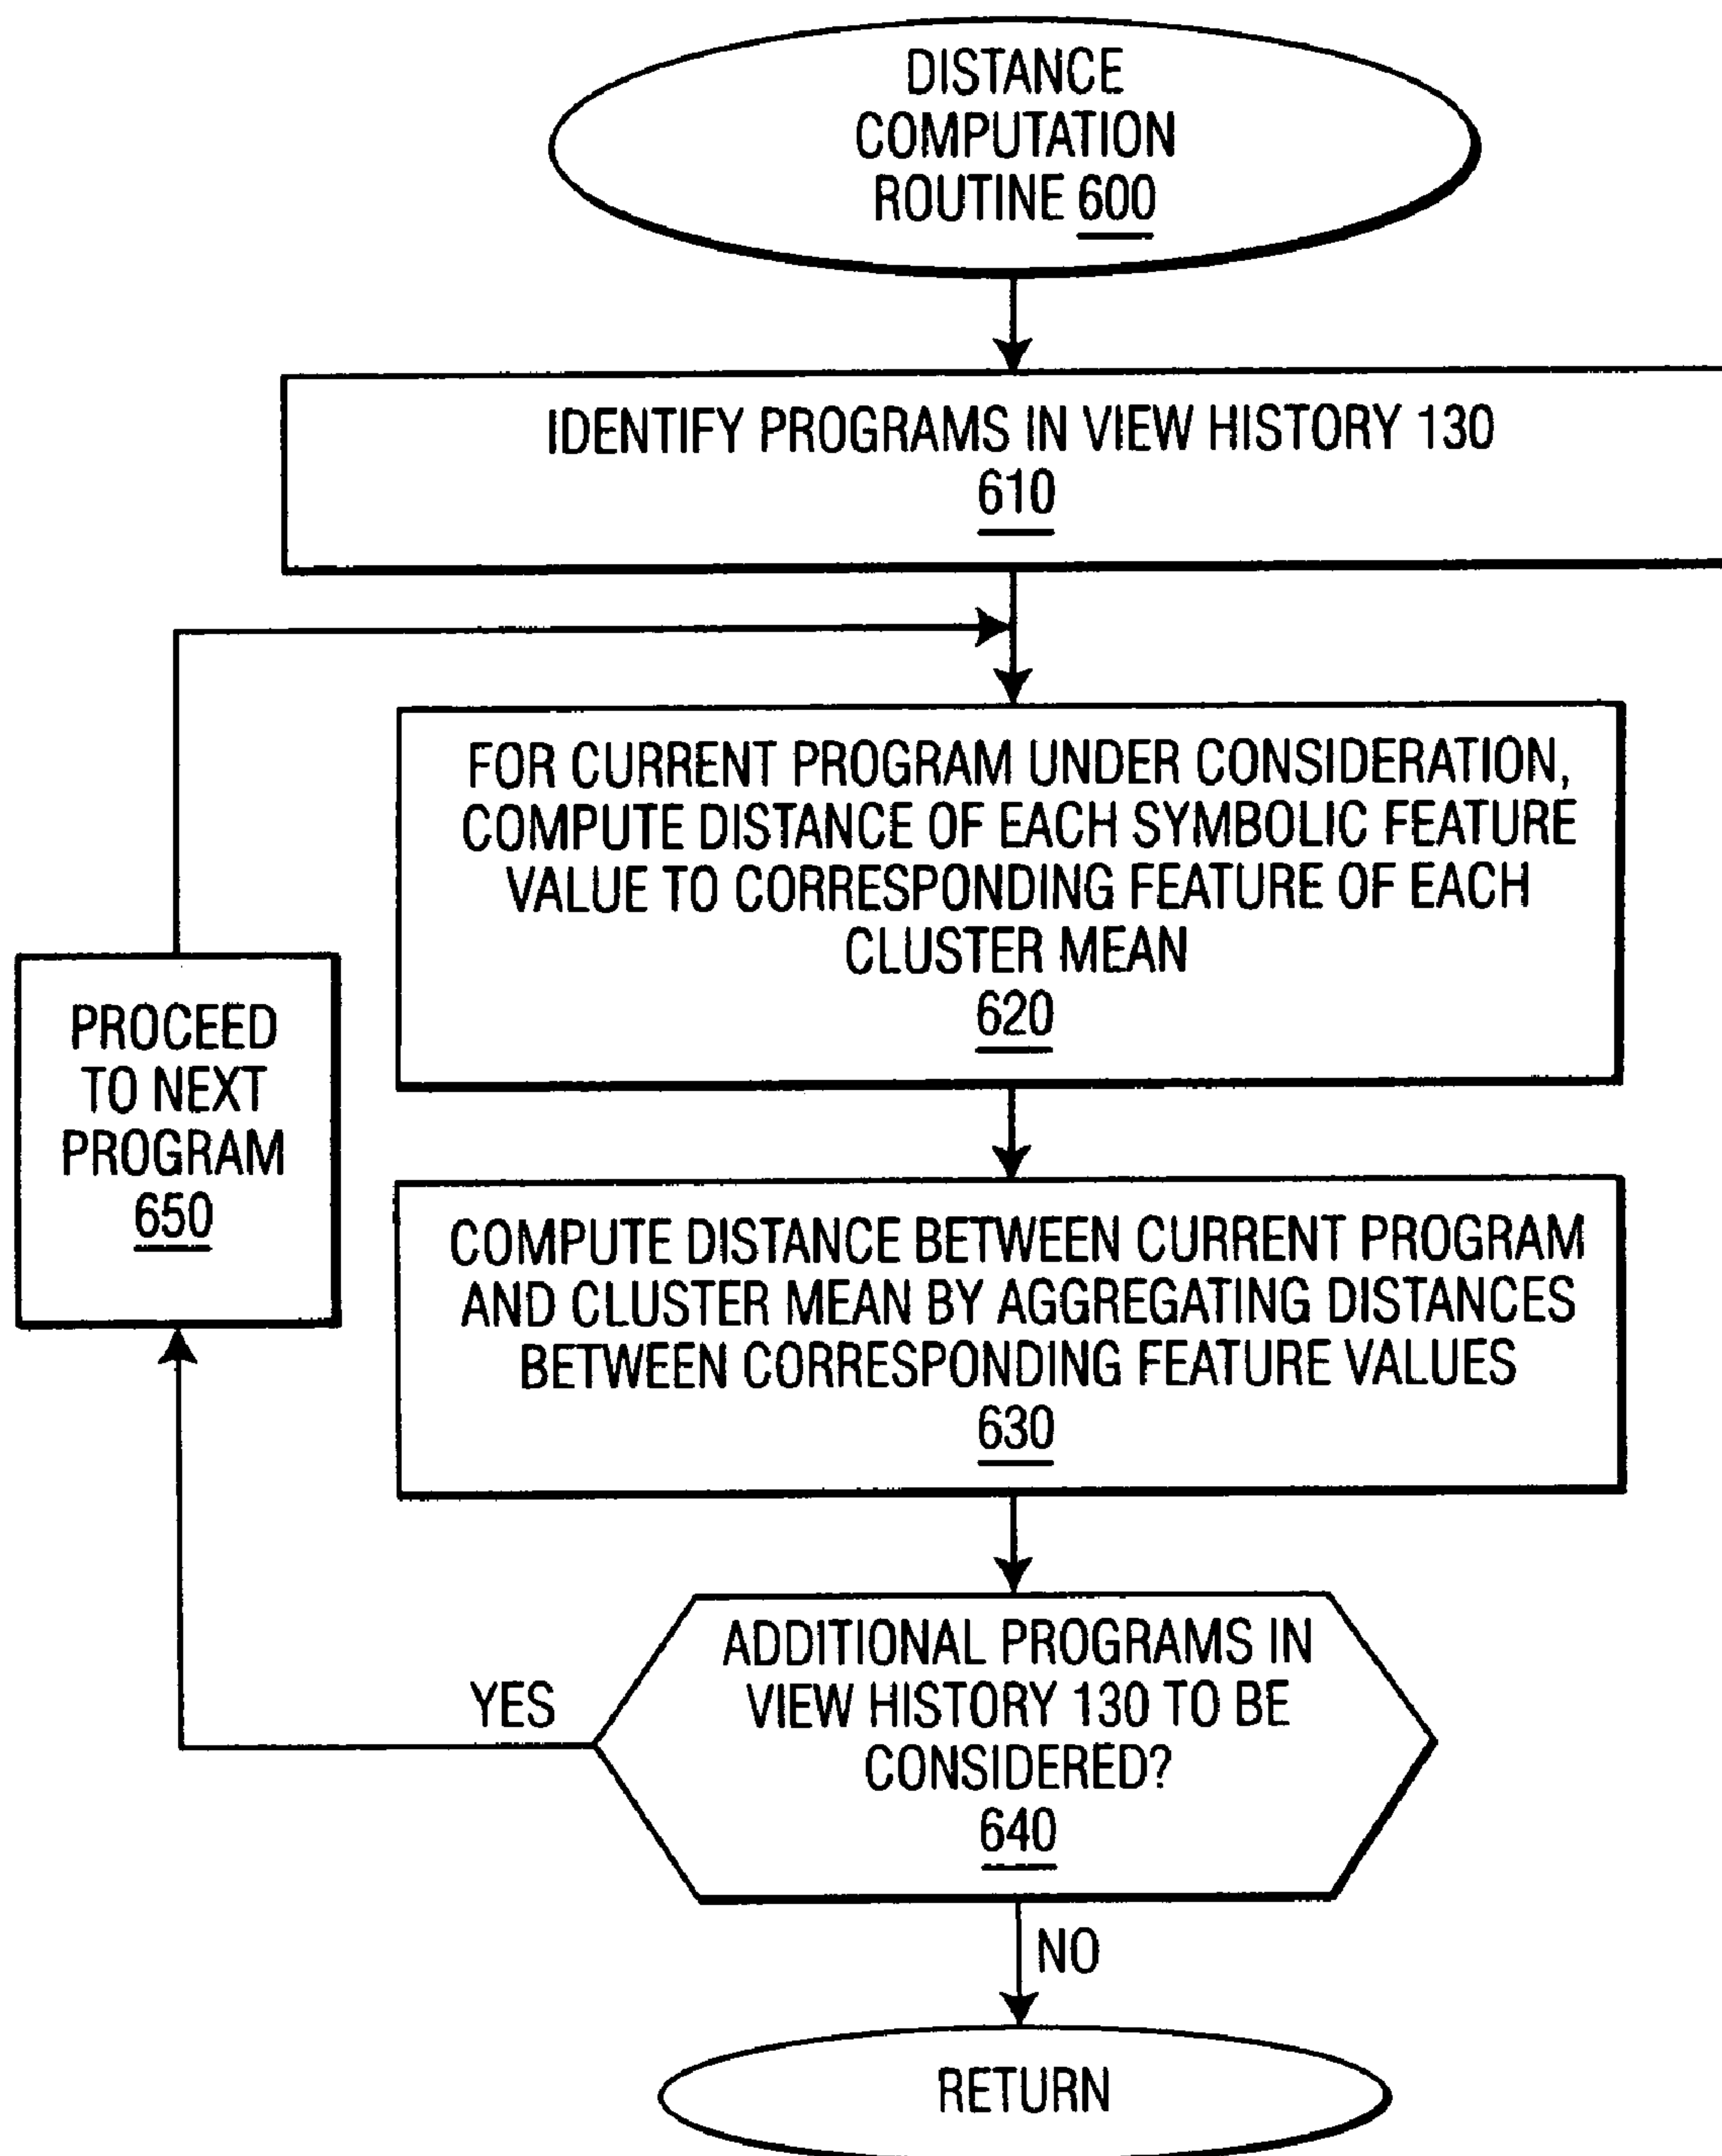 DISTANCE
COMPUTATION
ROUTINE 600
IDENTIFY PROGRAMS IN VIEW HISTORY 130
610
FOR CURRENT PROGRAM UNDER CONSIDERATION,
COMPUTE DISTANCE OF EACH SYMBOLIC FEATURE
VALUE TO CORRESPONDING FEATURE OF EACH
CLUSTER MEAN
620
PROCEED
TO NEXT
PROGRAM
650
COMPUTE DISTANCE BETWEEN CURRENT PROGRAM
AND CLUSTER MEAN BY AGGREGATING DISTANCES
BETWEEN CORRESPONDING FEATURE VALUES
630
ADDITIONAL PROGRAMS IN
VIEW HISTORY 130 TO BE
CONSIDERED?
640
YES
NO
RETURN